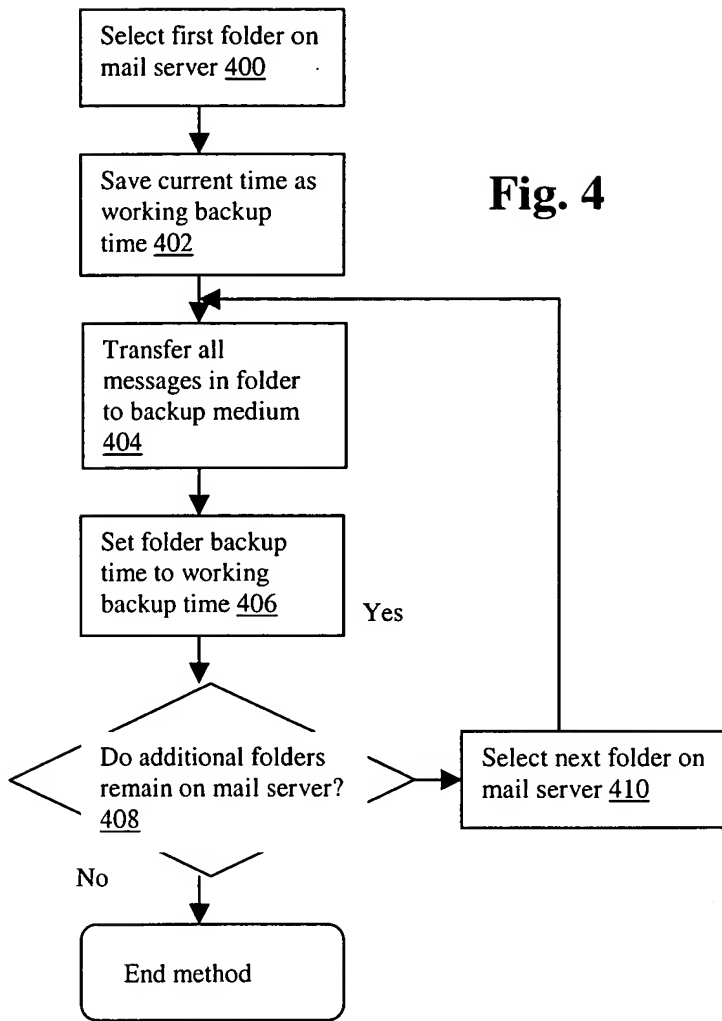 Select first folder on
mail server 400
Save current time as
working backup
time 402
Fig. 4
Transfer all
messages in folder
to backup medium
404
Set folder backup
time to working
backup time 406
Yes
Do additional folders
remain on mail server?
408
Select next folder on
mail server 410
No
End method